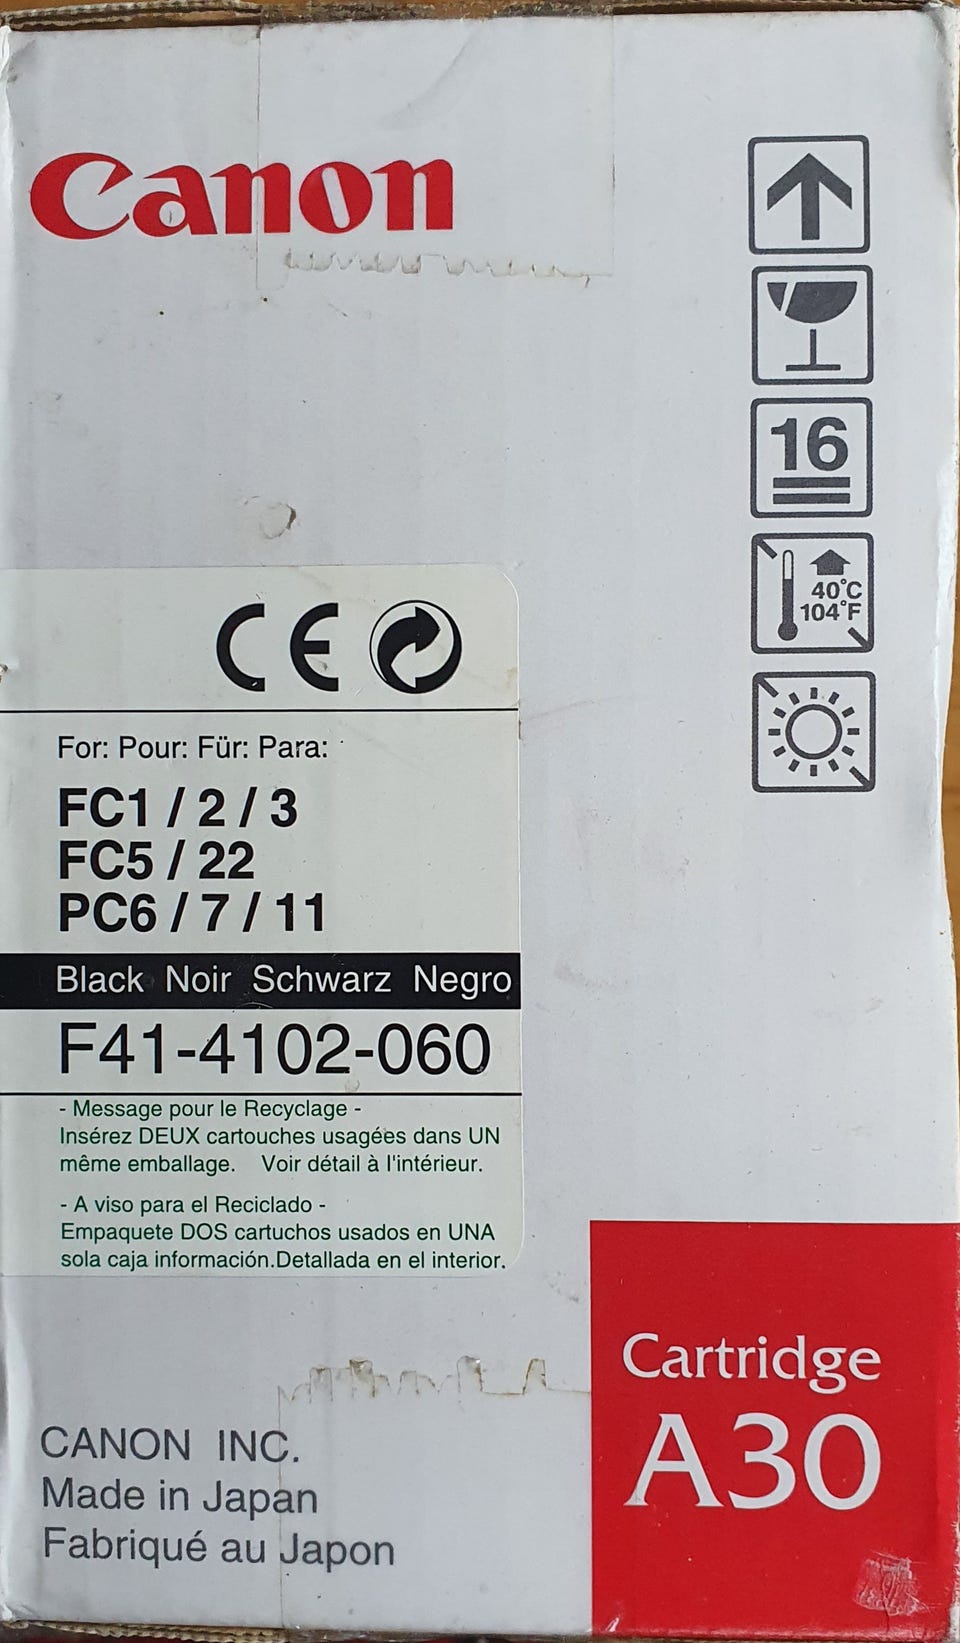 Canon
16
40°C
104°F
CE
For: Pour: Für: Para:
FC1 / 2 / 3
FC5 / 22
PC6 / 7 / 11
Black Noir Schwarz Negro
F41-4102-060
- Message pour le Recyclage -
Insérez DEUX cartouches usagées dans UN
même emballage. Voir détail à l'intérieur.
- A viso para el Reciclado -
Empaquete DOS cartuchos usados en UNA
sola caja información.Detallada en el interior.
Cartridge
A30
CANON INC.
Made in Japan
Fabriqué au Japon